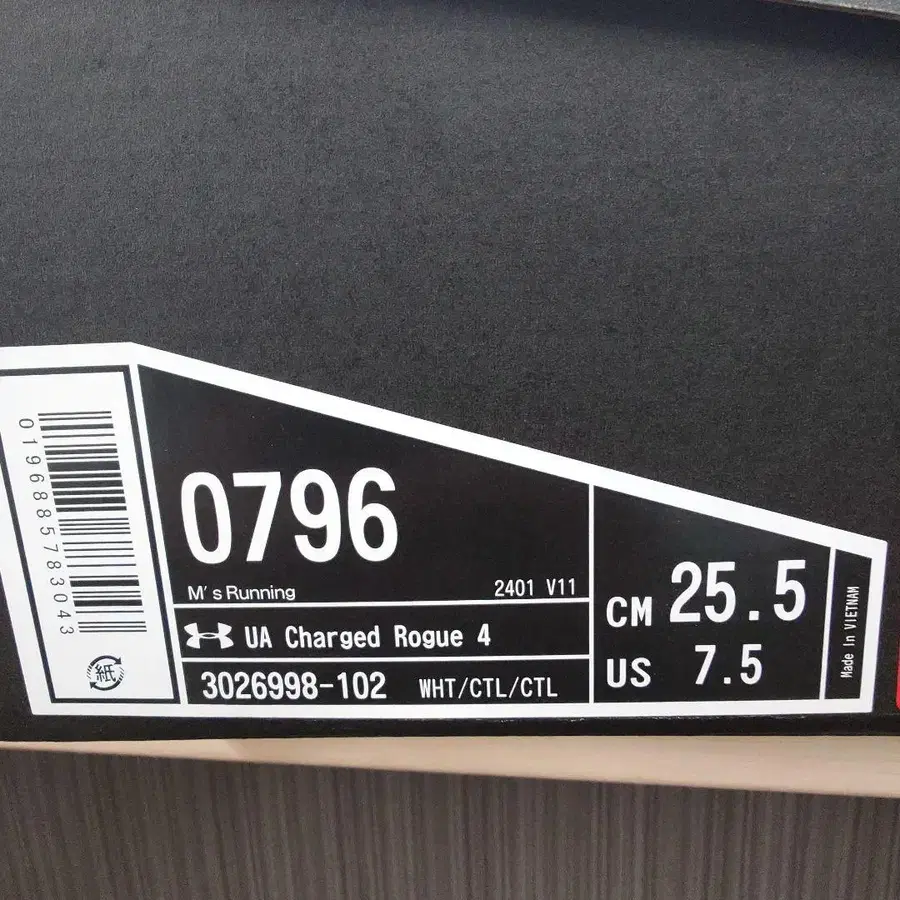 0196885783043
紙
0796
M's Running
2401 V11
UA Charged Rogue 4
3026998-102 WHT/CTL/CTL
CM 25.5
US 7.5
Made In VIETNAM